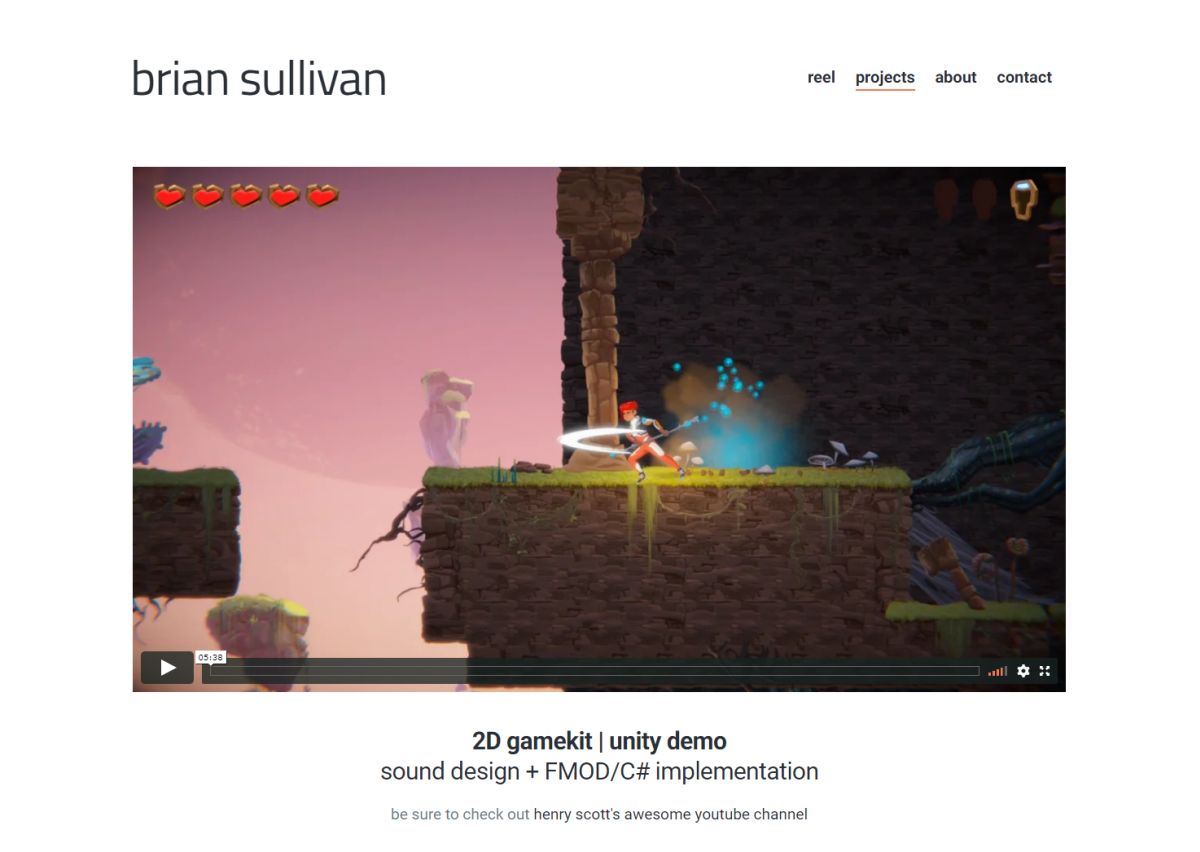 brian sullivan
reel projects about contact
05:38
2D gamekit | unity demo
sound design + FMOD/C# implementation
be sure to check out henry scott's awesome youtube channel